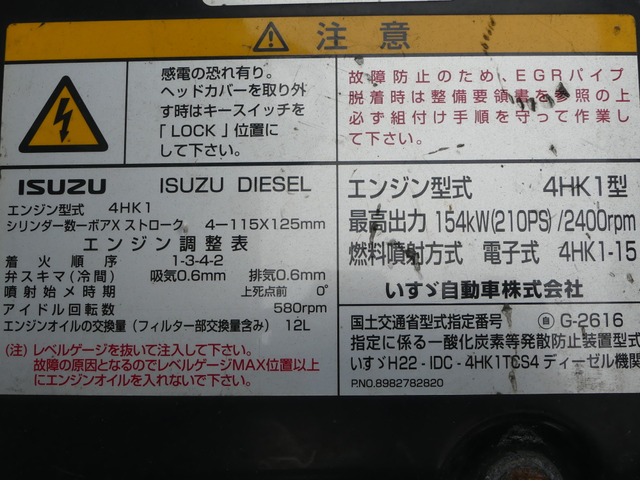 注意
感電の恐れ有り。
ヘッドカバーを取り外
す時はキースイッチを
「LOCK」位置に
して下さい。
故障防止のため、EGRパイプ
脱着時は整備要領書を参照の上
必ず組付け手順を守って作業し
て下さい。
ISUZU ISUZU DIESEL
エンジン型式 4HK1
シリンダー数ーボアX ストローク 4-115X125mm
エンジン調整表
着火順序 1-3-4-2
弁スキマ(冷間) 吸気0.6mm 排気0.6mm
噴射始メ時期 上死点前 0°
アイドル回転数 580rpm
エンジンオイルの交換量(フィルター部交換量含み) 12L
(注)レベルゲージを抜いて注入して下さい。
故障の原因となるのでレベルゲージMAX位置以上
にエンジンオイルを入れないで下さい。
エンジン型式 4HK1型
最高出力 154kW(210PS)/2400rpm
燃料噴射方式 電子式 4HK1-15
いすゞ自動車株式会社
国土交通省型式指定番号 G-2616
指定に係る一酸化炭素等発散防止装置型式
いすゞH22-IDC-4HK1TCS4 ディーゼル機関
P.NO.8982782820